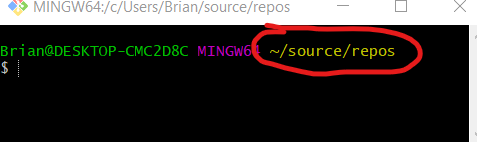 MINGW64:/c/Users/Brian/source/repos
Brian@DESKTOP-CMC2D8C MINGW64 ~/source/repos
$